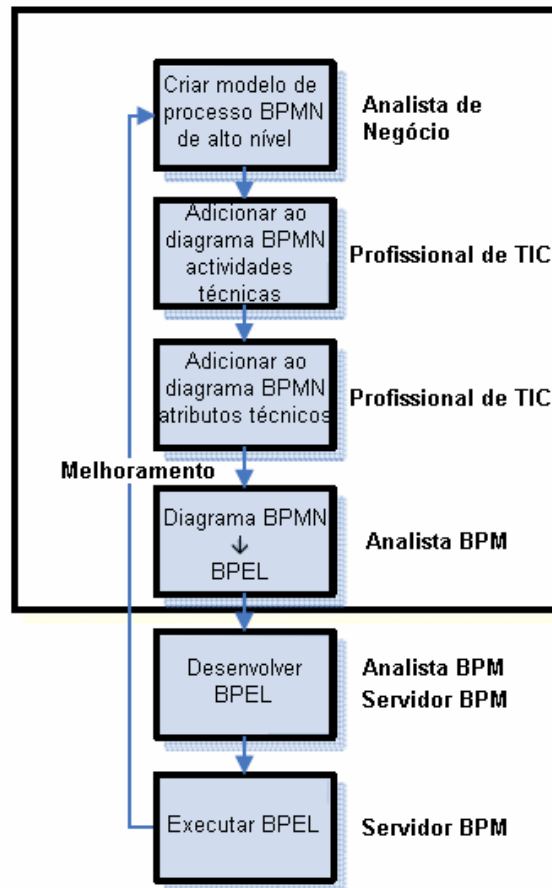 Criar modelo de
processo BPMN
de alto nível
Analista de
Negócio
Adicionar ao
diagrama BPMN
actividades
técnicas
Profissional de TIC
Adicionar ao
diagrama BPMN
atributos técnicos
Profissional de TIC
Melhoramento
Diagrama BPMN
↓
BPEL
Analista BPM
Desenvolver
BPEL
Analista BPM
Servidor BPM
Executar BPEL
Servidor BPM